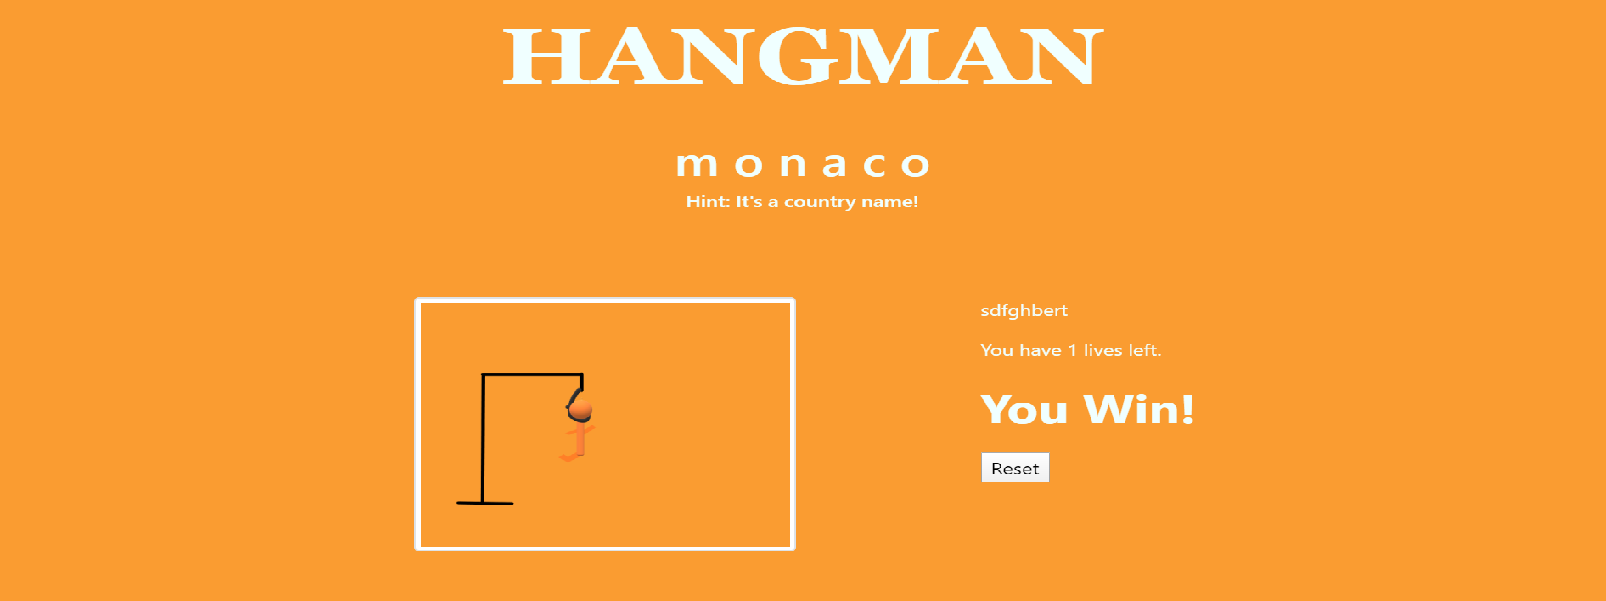 HANGMAN
m o n a c o
Hint: It's a country name!
sdfghbert
You have 1 lives left.
You Win!
Reset